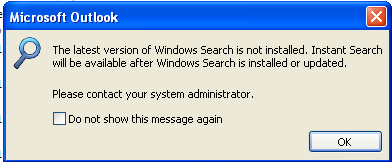 Microsoft Outlook
The latest version of Windows Search is not installed. Instant Search
will be available after Windows Search is installed or updated.
Please contact your system administrator.
Do not show this message again
OK